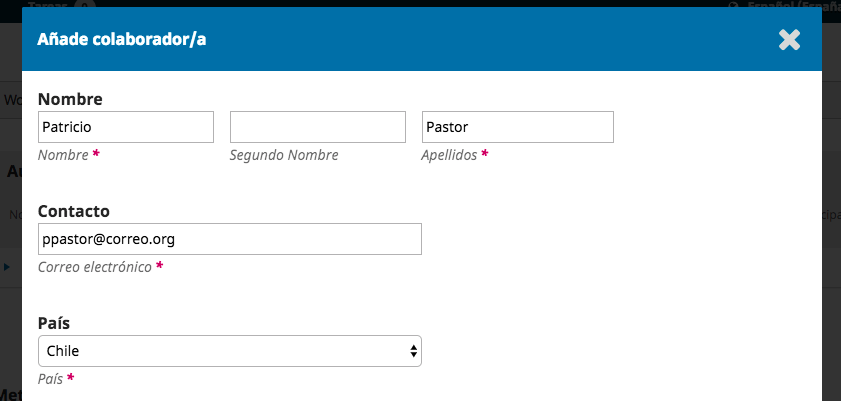 Tareas 0
Español (España
Añade colaborador/a
Nombre
Patricio
Pastor
Nombre *
Segundo Nombre
Apellidos *
Contacto
ppastor@correo.org
Correo electrónico *
País
Chile
País *